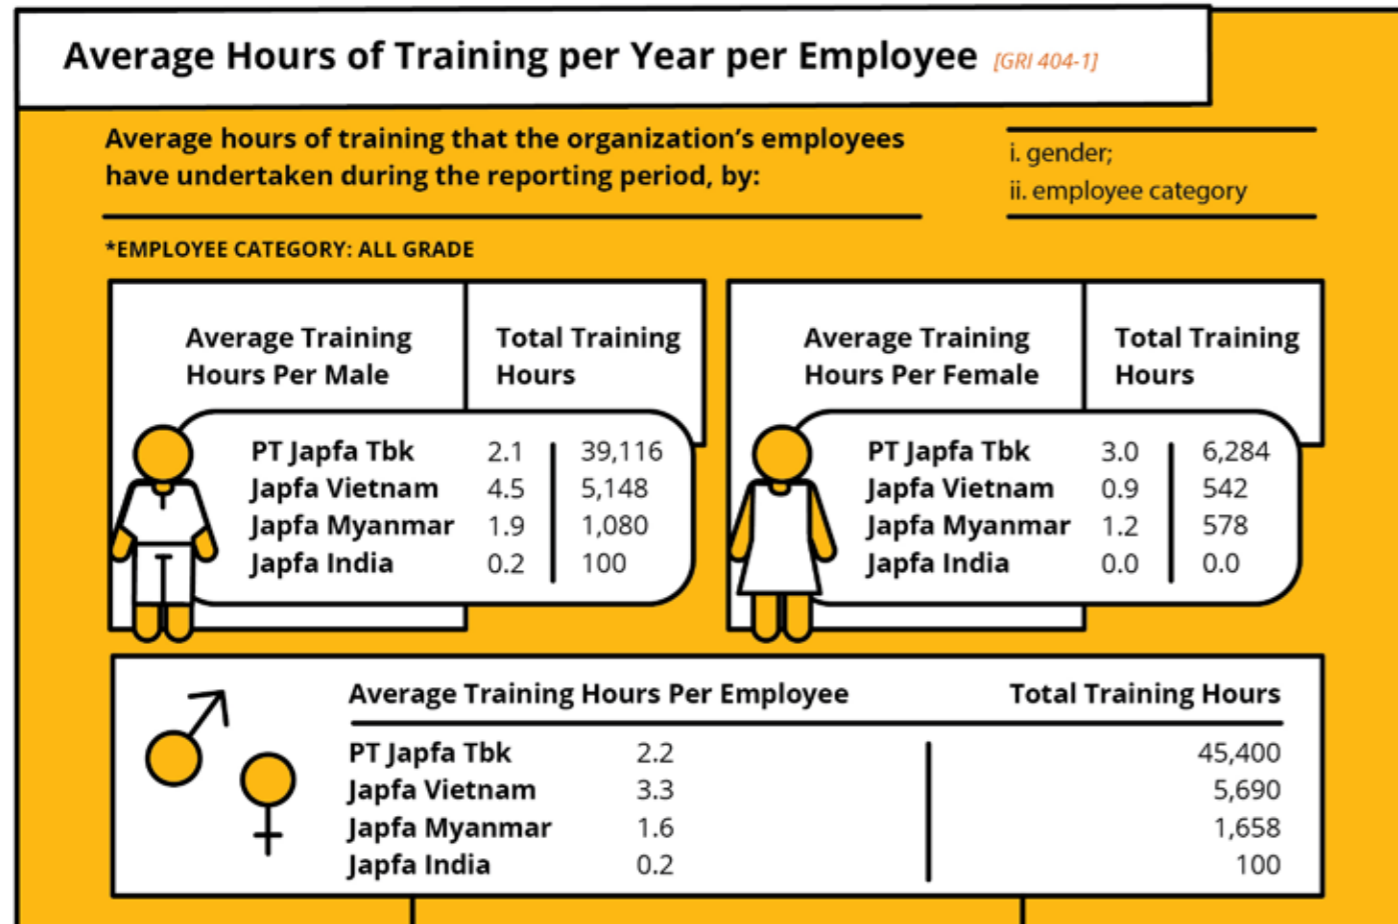 Average Hours of Training per Year per Employee [GRI 404-1]
Average hours of training that the organization's employees
have undertaken during the reporting period, by:
i. gender;
ii. employee category
*EMPLOYEE CATEGORY: ALL GRADE
Average Training Hours Per Male
Total Training Hours
PT Japfa Tbk 2.1 39,116
Japfa Vietnam 4.5 5,148
Japfa Myanmar 1.9 1,080
Japfa India 0.2 100
Average Training Hours Per Female
Total Training Hours
PT Japfa Tbk 3.0 6,284
Japfa Vietnam 0.9 542
Japfa Myanmar 1.2 578
Japfa India 0.0 0.0
Average Training Hours Per Employee Total Training Hours
PT Japfa Tbk 2.2 45,400
Japfa Vietnam 3.3 5,690
Japfa Myanmar 1.6 1,658
Japfa India 0.2 100